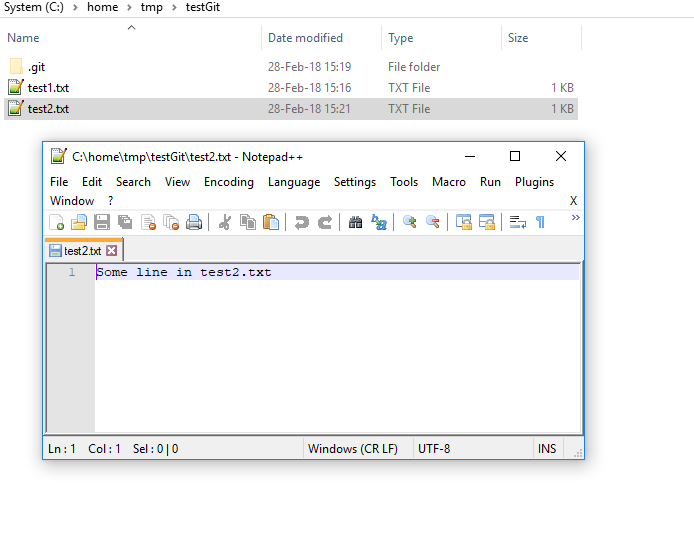 System (C:) > home > tmp > testGit
Name Date modified Type Size
.git 28-Feb-18 15:19 File folder
test1.txt 28-Feb-18 15:16 TXT File 1 KB
test2.txt 28-Feb-18 15:21 TXT File 1 KB
C:\home\tmp\testGit\test2.txt - Notepad++
File Edit Search View Encoding Language Settings Tools Macro Run Plugins
Window ? X
test2.txt
1 Some line in test2.txt
Ln : 1 Col : 1 Sel : 0 | 0 Windows (CR LF) UTF-8 INS